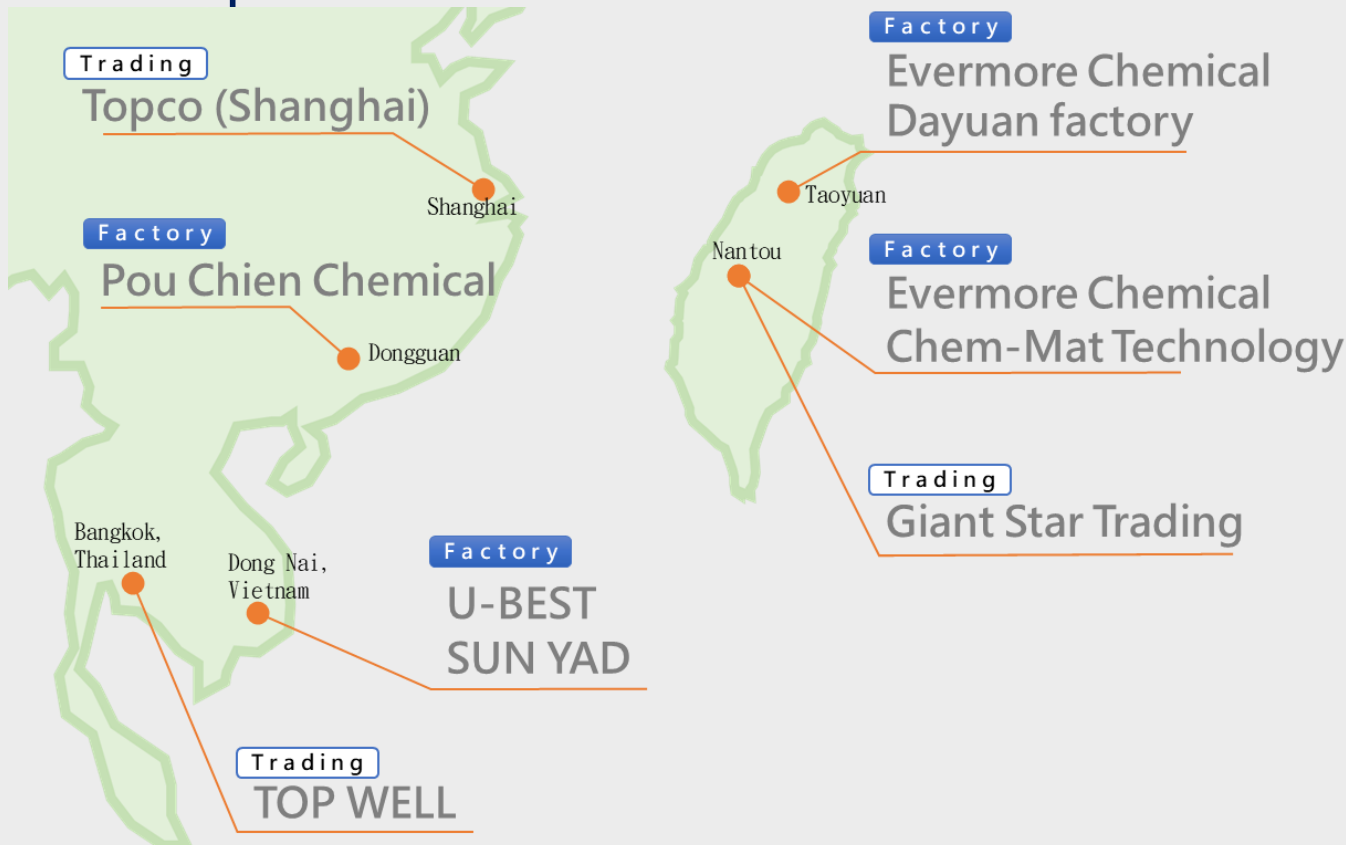 Trading
Topco (Shanghai)
Shanghai
Factory
Pou Chien Chemical
Dongguan
Bangkok,
Thailand
Dong Nai,
Vietnam
Factory
U-BEST
SUN YAD
Trading
TOP WELL
Factory
Evermore Chemical
Dayuan factory
Taoyuan
Nantou
Factory
Evermore Chemical
Chem-Mat Technology
Trading
Giant Star Trading